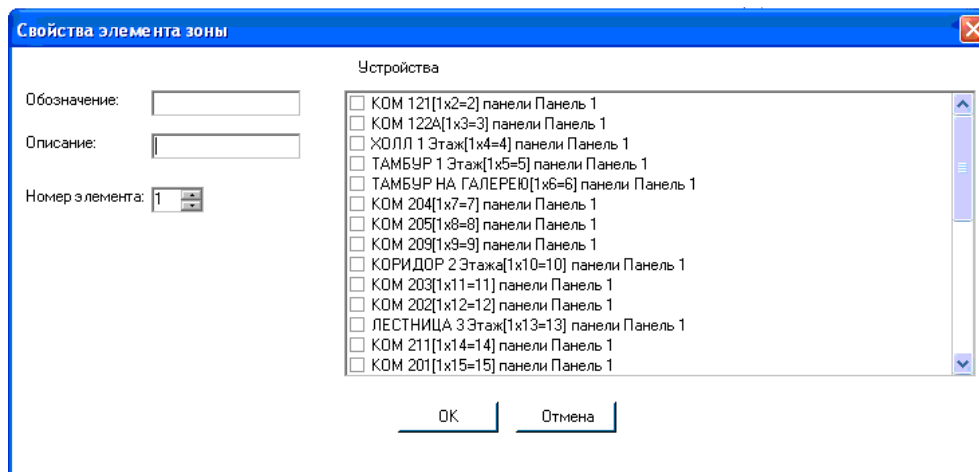 Свойства элемента зоны
Устройства
Обозначение:
Описание:
Номер элемента: 1
КОМ 121[1x2=2] панели Панель 1
КОМ 122А[1x3=3] панели Панель 1
ХОЛЛ 1 Этаж[1x4=4] панели Панель 1
ТАМБУР 1 Этаж[1x5=5] панели Панель 1
ТАМБУР НА ГАЛЕРЕЮ[1x6=6] панели Панель 1
КОМ 204[1x7=7] панели Панель 1
КОМ 205[1x8=8] панели Панель 1
КОМ 209[1x9=9] панели Панель 1
КОРИДОР 2 Этажа[1x10=10] панели Панель 1
КОМ 203[1x11=11] панели Панель 1
КОМ 202[1x12=12] панели Панель 1
ЛЕСТНИЦА 3 Этаж[1x13=13] панели Панель 1
КОМ 211[1x14=14] панели Панель 1
КОМ 201[1x15=15] панели Панель 1
OK
Отмена